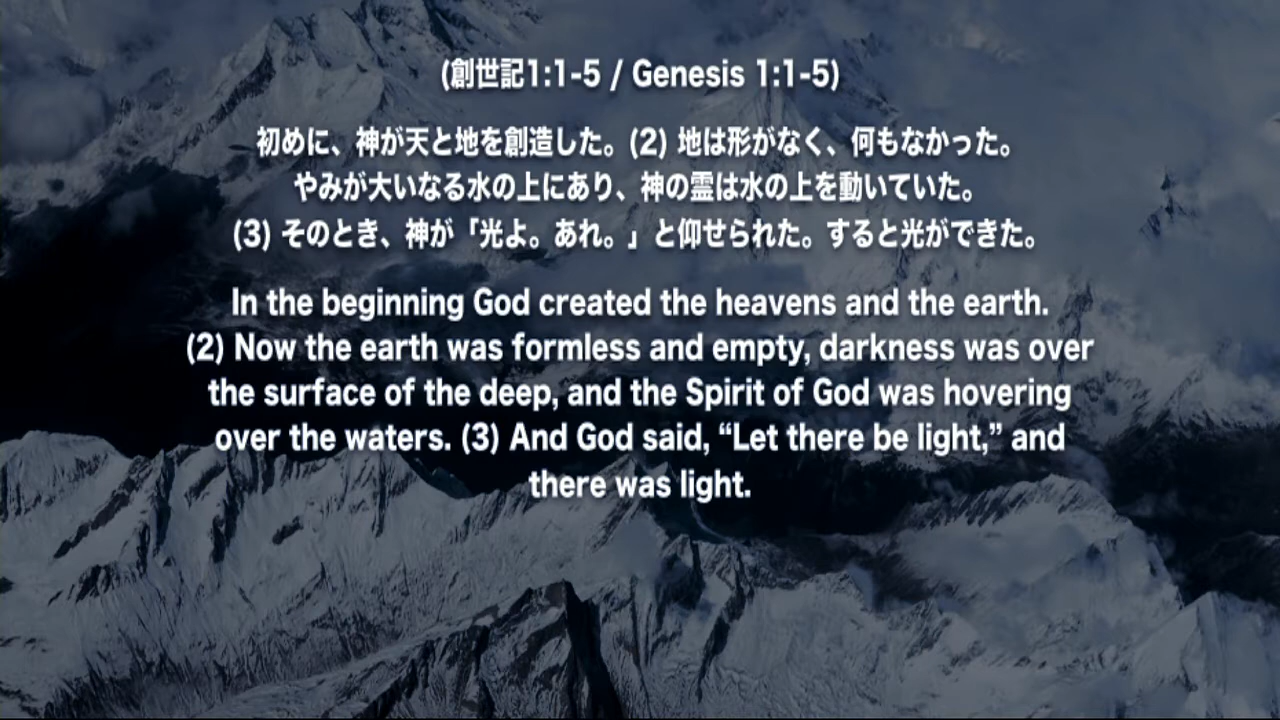 (創世記1:1-5 / Genesis 1:1-5)
初めに、神が天と地を創造した。(2) 地は形がなく、何もなかった。
やみが大いなる水の上にあり、神の霊は水の上を動いていた。
(3) そのとき、神が「光よ。あれ。」と仰せられた。すると光ができた。
In the beginning God created the heavens and the earth.
(2) Now the earth was formless and empty, darkness was over
the surface of the deep, and the Spirit of God was hovering
over the waters. (3) And God said, “Let there be light,” and
there was light.